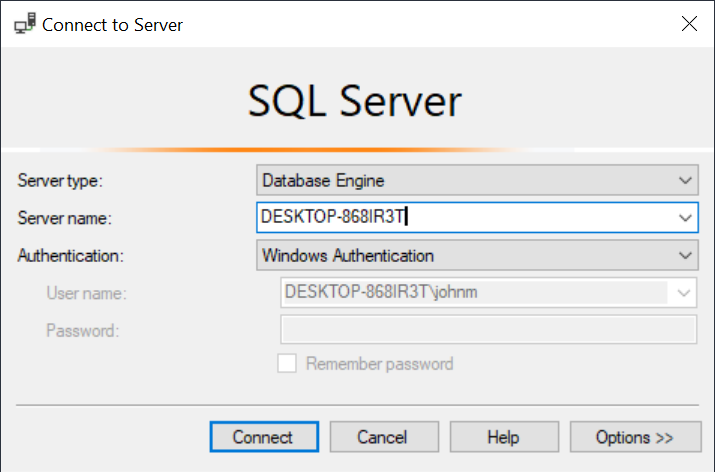 Connect to Server
SQL Server
Server type: Database Engine
Server name: DESKTOP-868IR3T
Authentication: Windows Authentication
User name: DESKTOP-868IR3T\johnm
Password:
Remember password
Connect Cancel Help Options >>